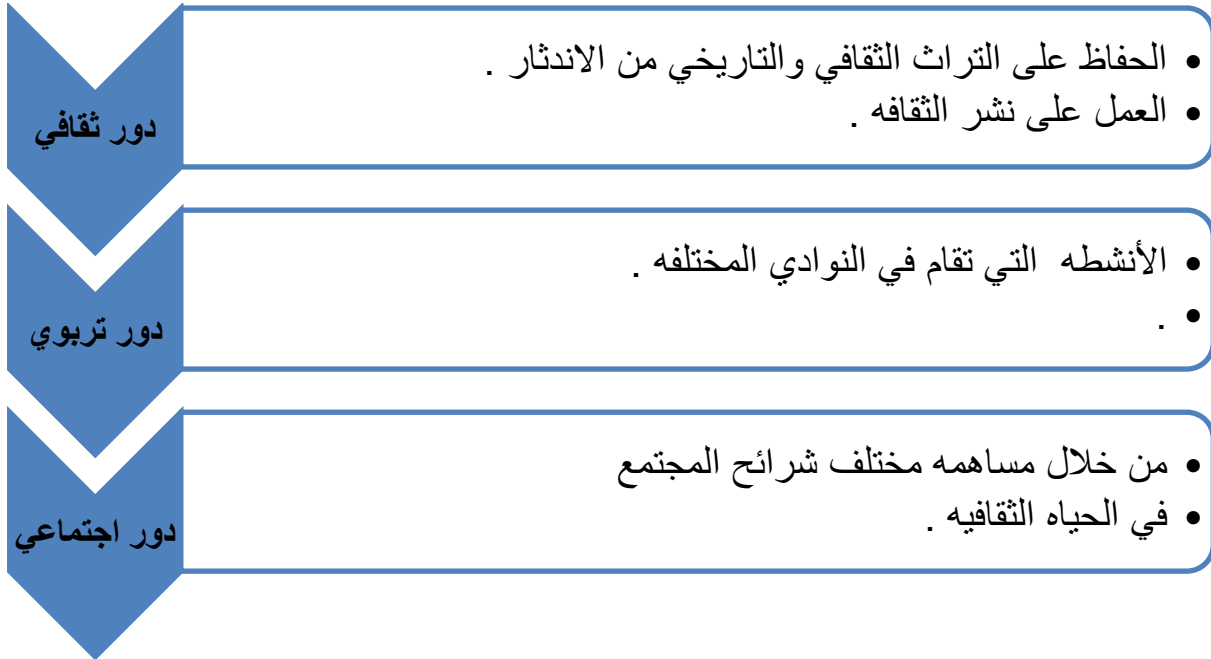 دور ثقافي
• الحفاظ على التراث الثقافي والتاريخي من الاندثار .
• العمل على نشر الثقافه .
دور تربوي
• الأنشطه التي تقام في النوادي المختلفه .
• .
دور اجتماعي
• من خلال مساهمه مختلف شرائح المجتمع
• في الحياه الثقافيه .